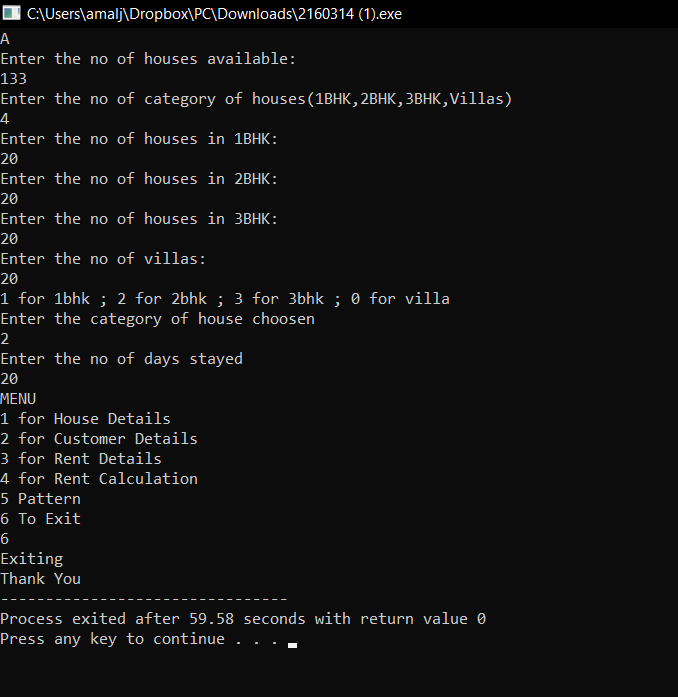 C:\Users\amalj\Dropbox\PC\Downloads\2160314 (1).exe
A
Enter the no of houses available:
133
Enter the no of category of houses(1BHK,2BHK,3BHK,Villas)
4
Enter the no of houses in 1BHK:
20
Enter the no of houses in 2BHK:
20
Enter the no of houses in 3BHK:
20
Enter the no of villas:
20
1 for 1bhk ; 2 for 2bhk ; 3 for 3bhk ; 0 for villa
Enter the category of house choosen
2
Enter the no of days stayed
20
MENU
1 for House Details
2 for Customer Details
3 for Rent Details
4 for Rent Calculation
5 Pattern
6 To Exit
6
Exiting
Thank You
--------------------------------
Process exited after 59.58 seconds with return value 0
Press any key to continue . . .